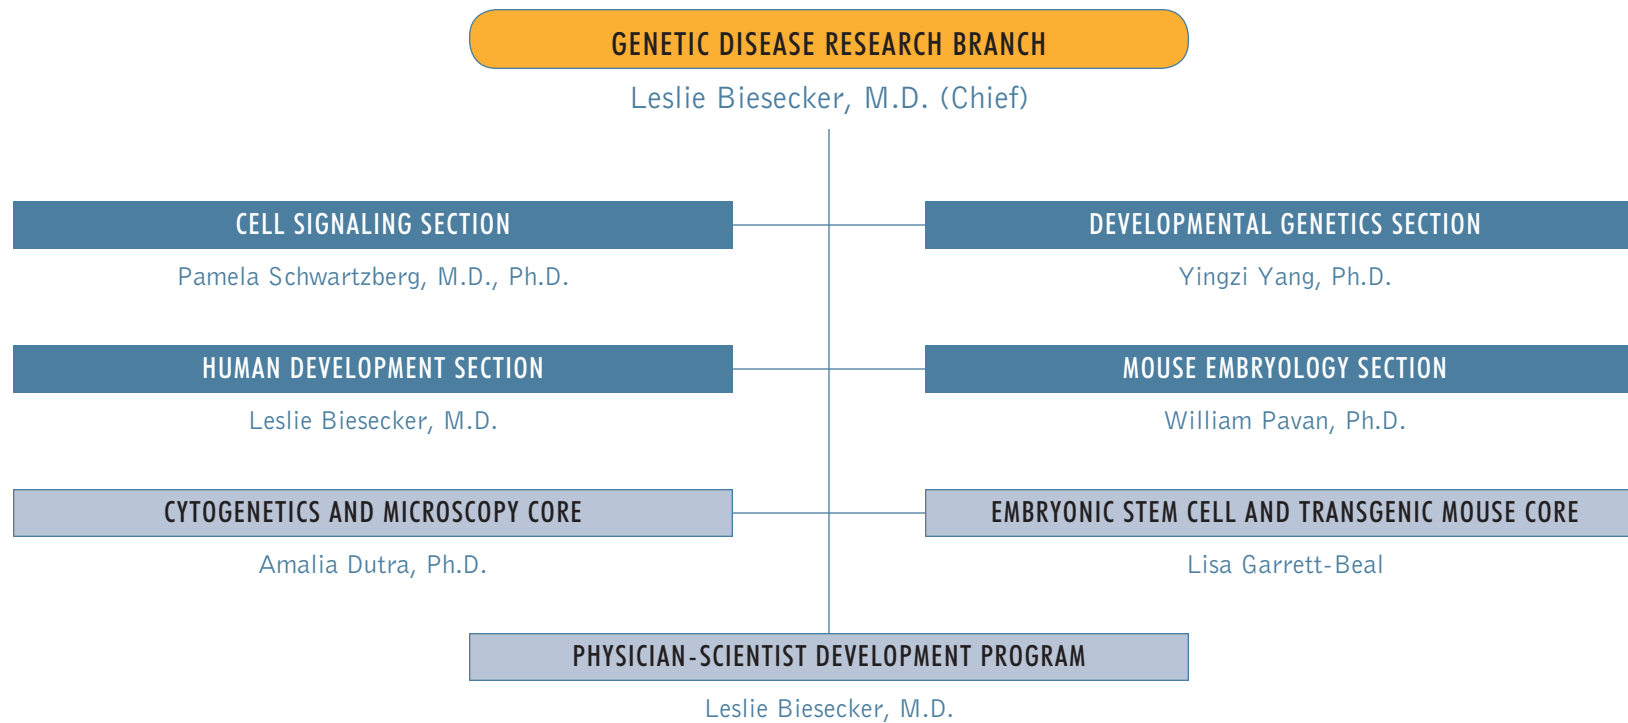 GENETIC DISEASE RESEARCH BRANCH
Leslie Biesecker, M.D. (Chief)
CELL SIGNALING SECTION
Pamela Schwartzberg, M.D., Ph.D.
DEVELOPMENTAL GENETICS SECTION
Yingzi Yang, Ph.D.
HUMAN DEVELOPMENT SECTION
Leslie Biesecker, M.D.
MOUSE EMBRYOLOGY SECTION
William Pavan, Ph.D.
CYTOGENETICS AND MICROSCOPY CORE
Amalia Dutra, Ph.D.
EMBRYONIC STEM CELL AND TRANSGENIC MOUSE CORE
Lisa Garrett-Beal
PHYSICIAN-SCIENTIST DEVELOPMENT PROGRAM
Leslie Biesecker, M.D.